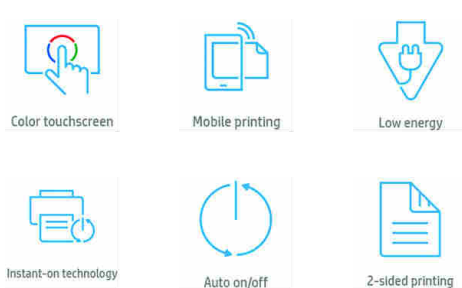 Color touchscreen
Mobile printing
Low energy
Instant-on technology
Auto on/off
2-sided printing